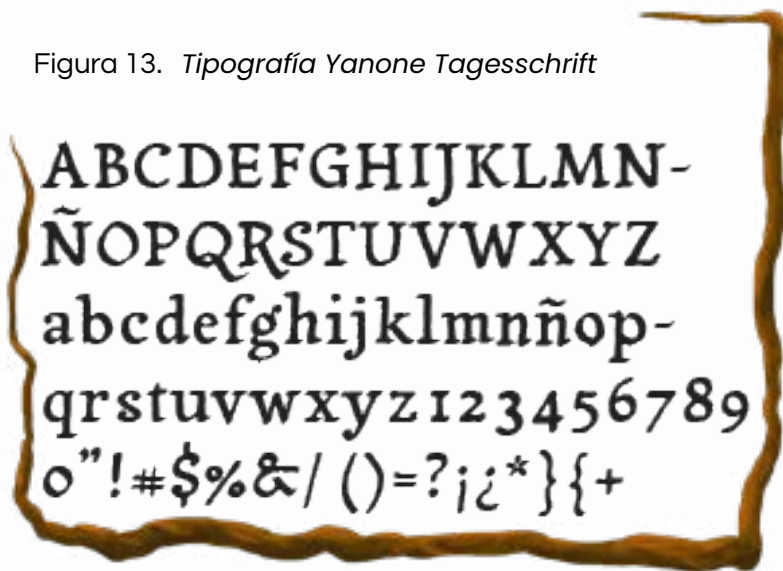 Figura 13. Tipografía Yanone Tagesschrift
ABCDEFGHIJKLMN-
ÑOPQRSTUVWXYZ
abcdefghijklmnñop-
qrstuvwxyz123456789
0"!#$%&/ ()=?¡¿*}{+